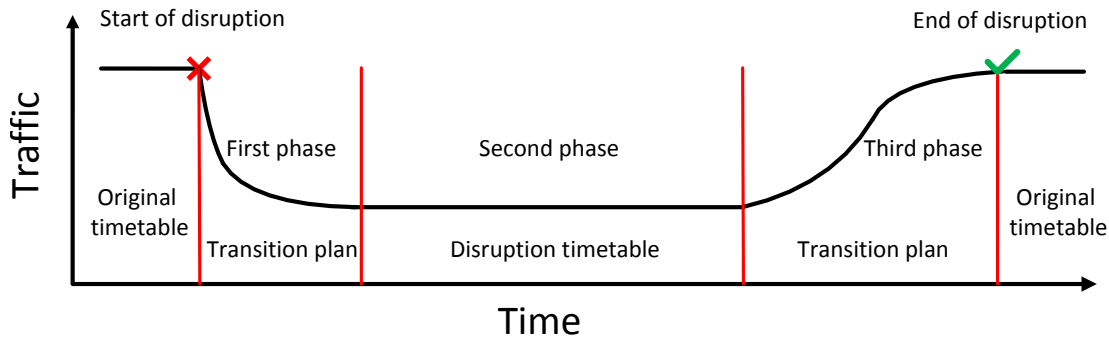 Start of disruption
End of disruption
Traffic
First phase
Second phase
Third phase
Original
timetable
Transition plan
Disruption timetable
Transition plan
Original
timetable
Time